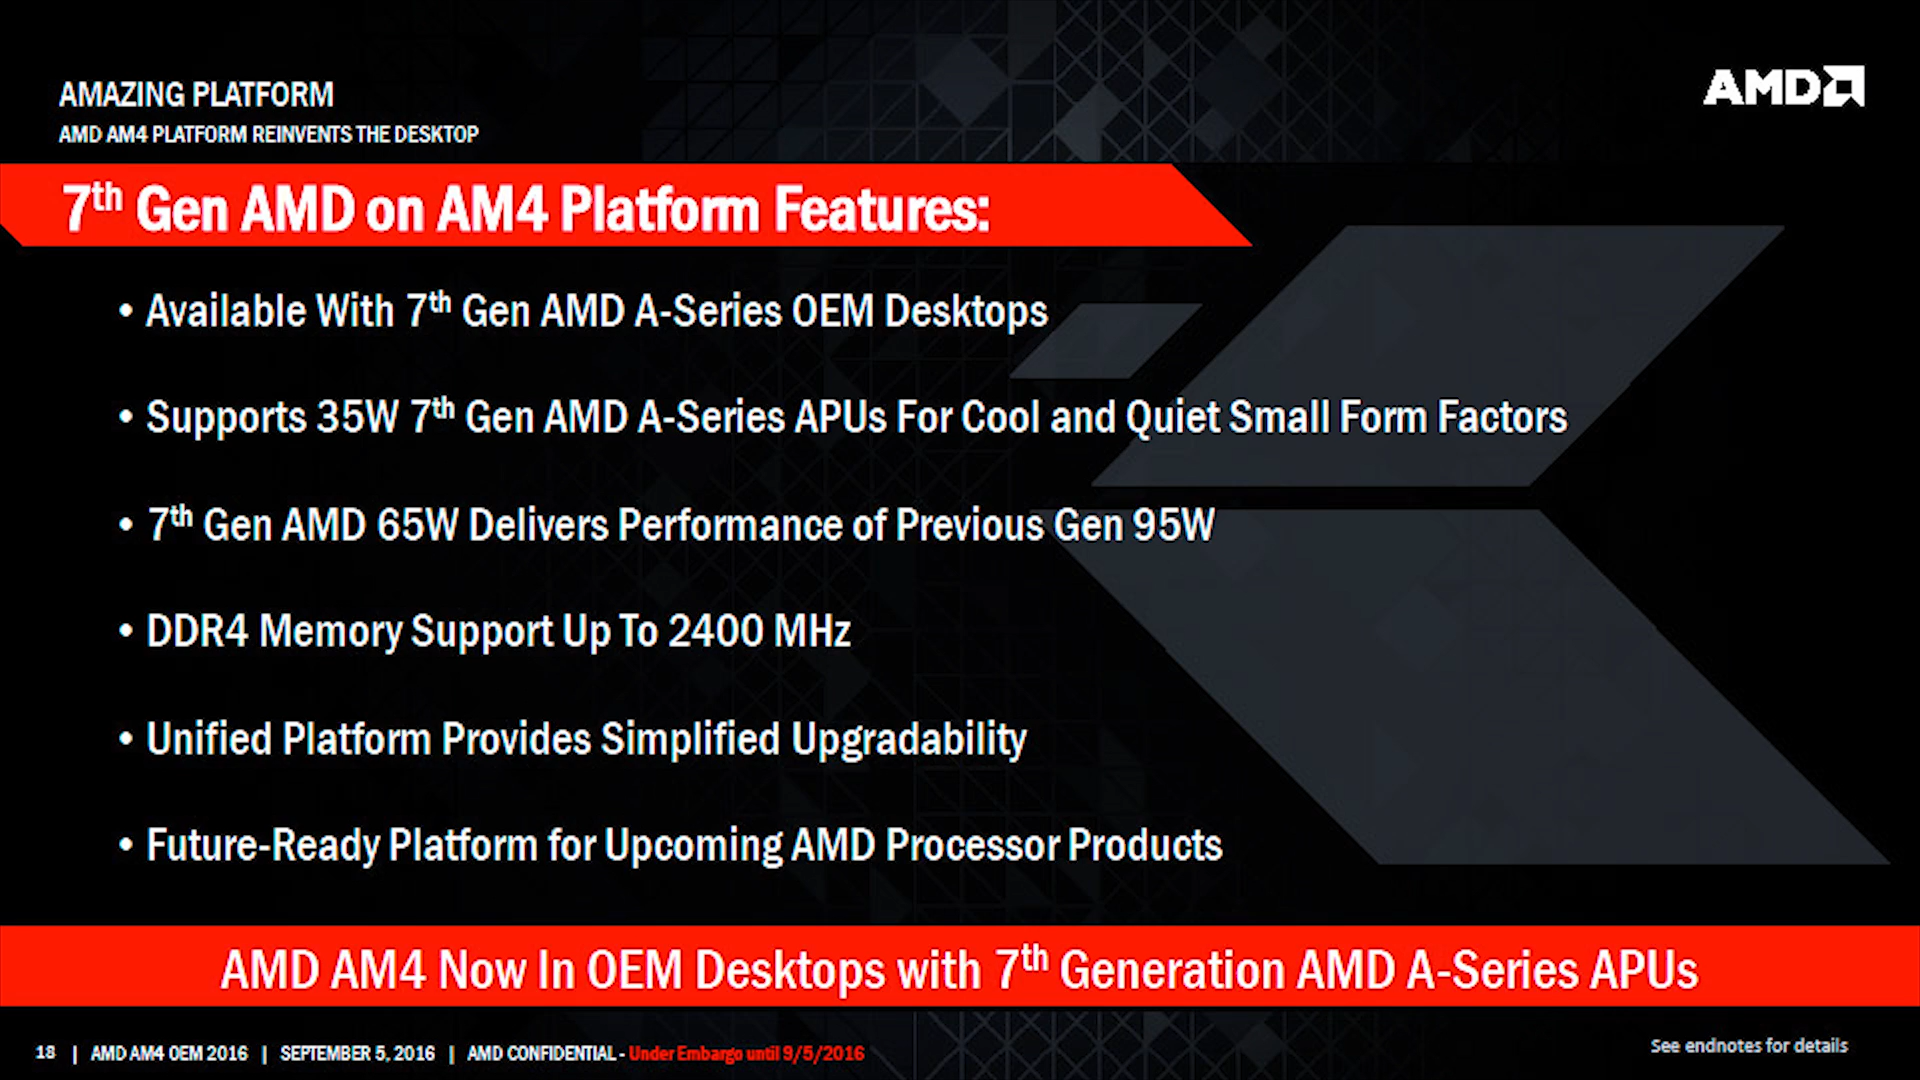 AMAZING PLATFORM
AMD AM4 PLATFORM REINVENTS THE DESKTOP
AMD
7th Gen AMD on AM4 Platform Features:
• Available With 7th Gen AMD A-Series OEM Desktops
• Supports 35W 7th Gen AMD A-Series APUs For Cool and Quiet Small Form Factors
• 7th Gen AMD 65W Delivers Performance of Previous Gen 95W
• DDR4 Memory Support Up To 2400 MHz
• Unified Platform Provides Simplified Upgradability
• Future-Ready Platform for Upcoming AMD Processor Products
AMD AM4 Now In OEM Desktops with 7th Generation AMD A-Series APUs
18 | AMD AM4 OEM 2016 | SEPTEMBER 5, 2016 | AMD CONFIDENTIAL - Under Embargo until 9/5/2016
See endnotes for details